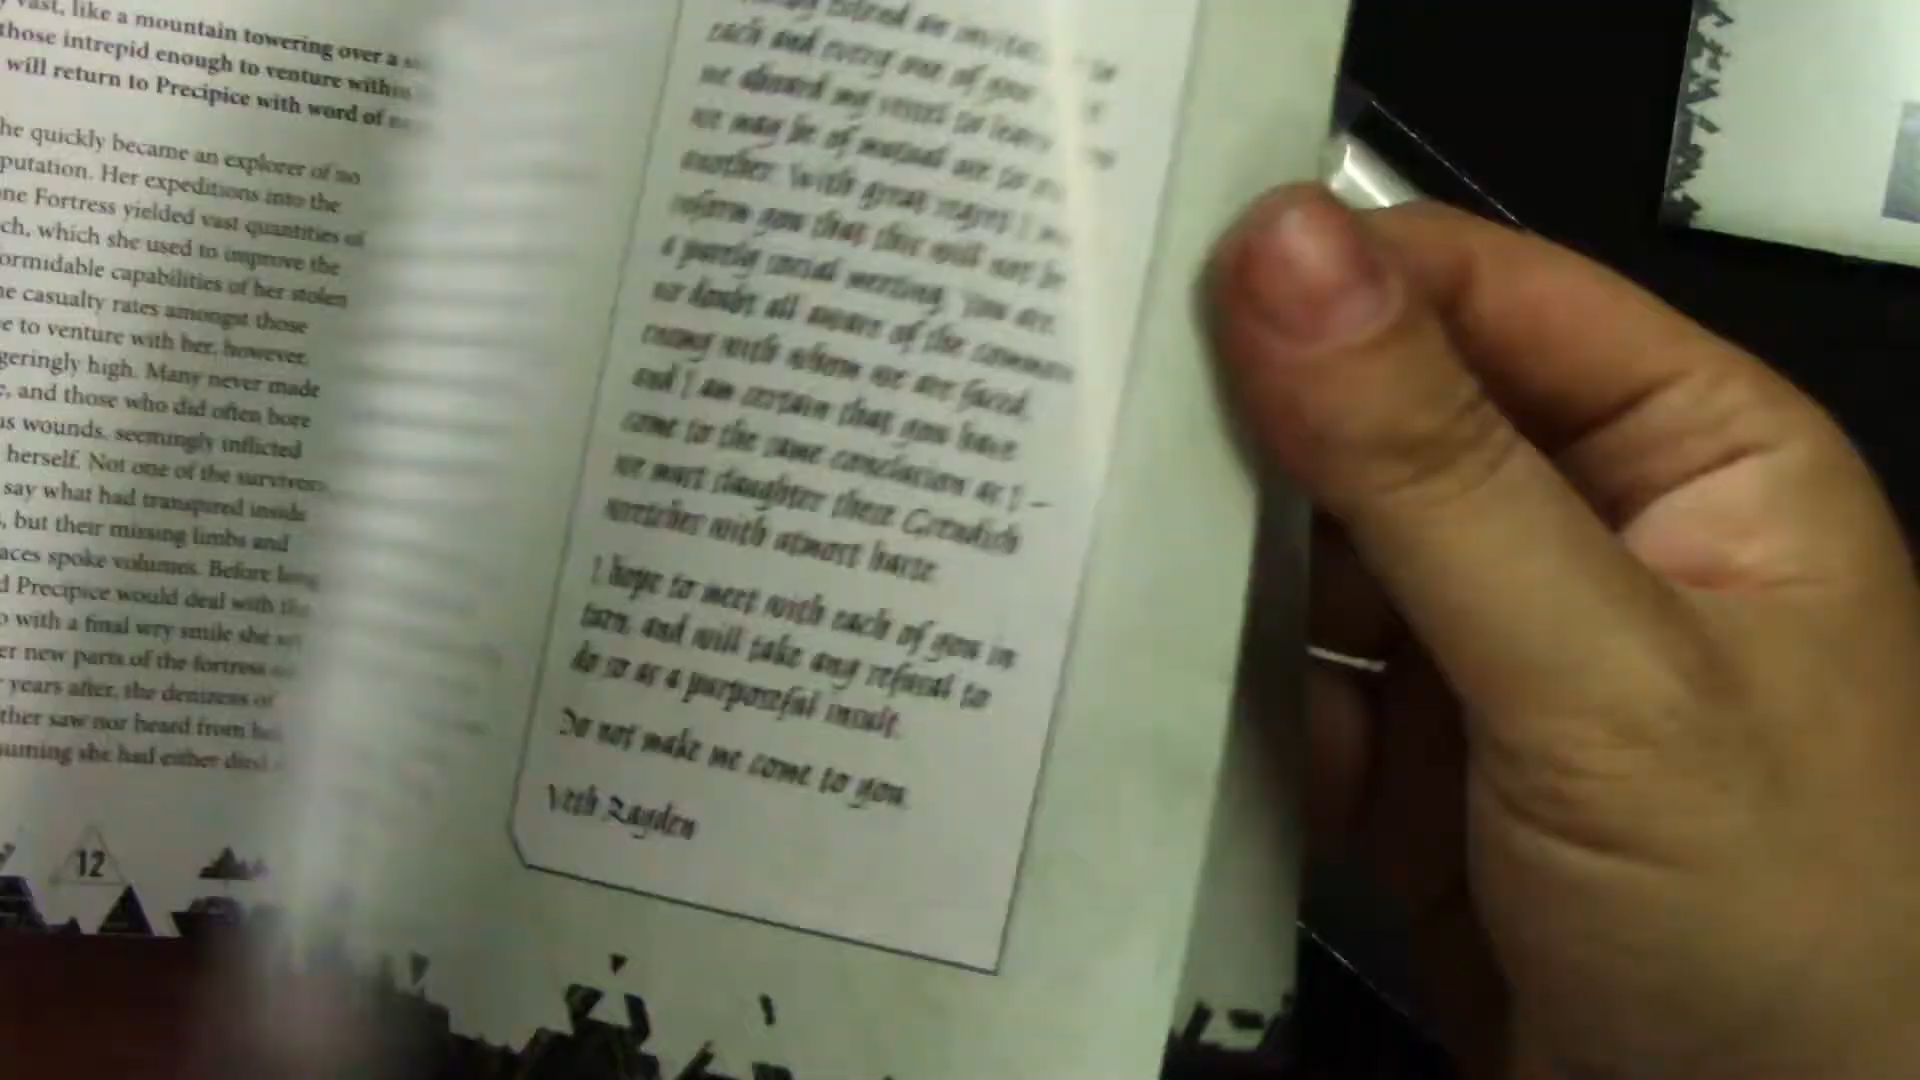 vast, like a mountain towering over a
those intrepid enough to venture within
will return to Precipice with word of
he quickly became an explorer of no
putation. Her expeditions into the
ne Fortress yielded vast quantities of
ch, which she used to improve the
ormidable capabilities of her stolen
he casualty rates amongst those
e to venture with her, however,
geringly high. Many never made
, and those who did often bore
us wounds, seemingly inflicted
herself. Not one of the survivors
say what had transpired inside
, but their missing limbs and
aces spoke volumes. Before long
d Precipice would deal with the
o with a final wry smile she
er new parts of the fortress
years after, the denizens of
ther saw nor heard from her
suming she had either died
12
extend an
each and every one of you
me aboard my vessel to learn
we may be of mutual use to
another. With great regret I
inform you that this will not be
a purely social meeting. You are
no doubt all aware of the common
enemy with whom we are faced,
and I am certain that you have
come to the same conclusion as I –
we must slaughter these
wretches with utmost haste.
I hope to meet with each of you in
turn, and will take any refusal to
do so as a purposeful insult.
Do not make me come to you.